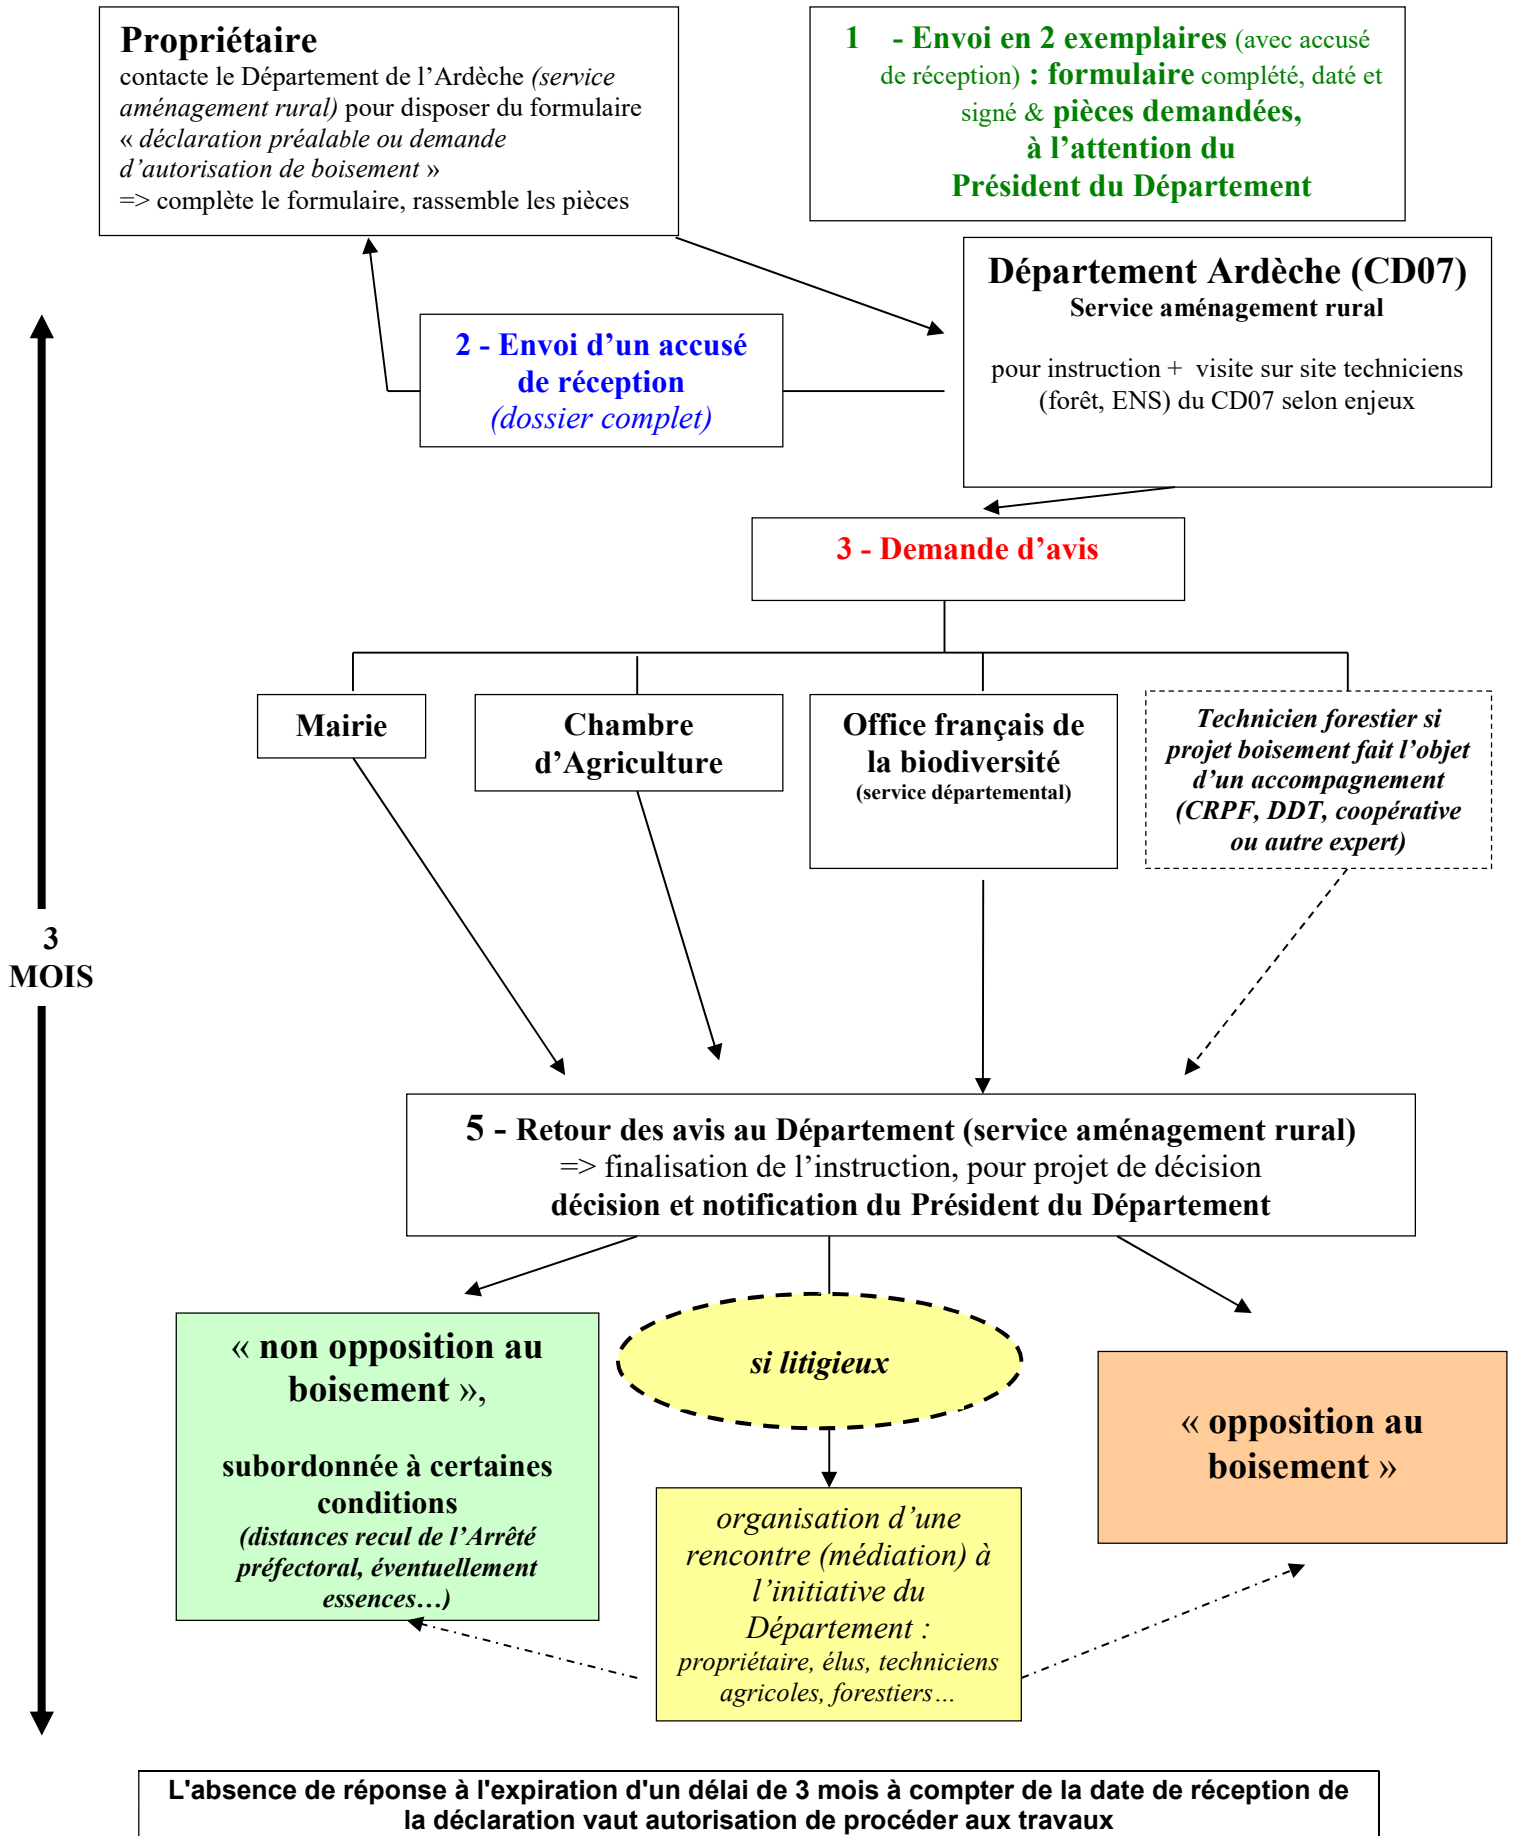 Propriétaire
contacte le Département de l’Ardèche (service
aménagement rural) pour disposer du formulaire
« déclaration préalable ou demande
d’autorisation de boisement »
=> complète le formulaire, rassemble les pièces
1 - Envoi en 2 exemplaires (avec accusé
de réception) : formulaire complété, daté et
signé & pièces demandées,
à l’attention du
Président du Département
Département Ardèche (CD07)
Service aménagement rural
pour instruction + visite sur site techniciens
(forêt, ENS) du CD07 selon enjeux
2 - Envoi d’un accusé
de réception
(dossier complet)
3 - Demande d’avis
Mairie
Chambre
d’Agriculture
Office français de
la biodiversité
(service départemental)
Technicien forestier si
projet boisement fait l’objet
d’un accompagnement
(CRPF, DDT, coopérative
ou autre expert)
3
MOIS
5 - Retour des avis au Département (service aménagement rural)
=> finalisation de l’instruction, pour projet de décision
décision et notification du Président du Département
« non opposition au
boisement »,
subordonnée à certaines
conditions
(distances recul de l’Arrêté
préfectoral, éventuellement
essences…)
si litigieux
organisation d’une
rencontre (médiation) à
l’initiative du
Département :
propriétaire, élus, techniciens
agricoles, forestiers…
« opposition au
boisement »
L'absence de réponse à l'expiration d'un délai de 3 mois à compter de la date de réception de
la déclaration vaut autorisation de procéder aux travaux